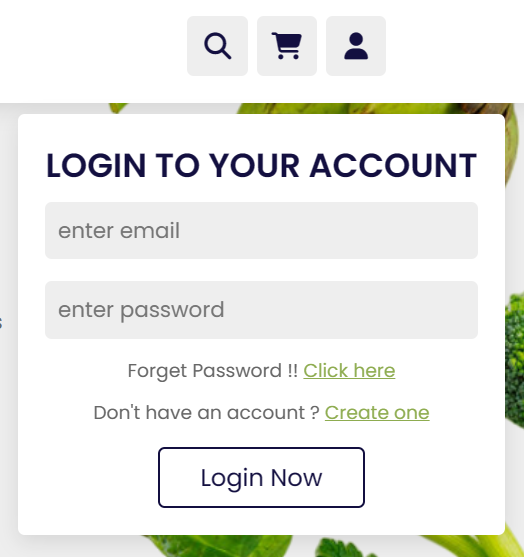 LOGIN TO YOUR ACCOUNT
enter email
enter password
Forget Password !! Click here
Don't have an account ? Create one
Login Now